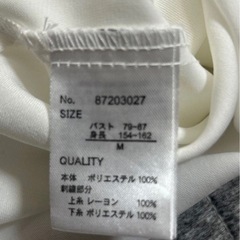 No. 87203027
SIZE
バスト 79-87
身長 154-162
M
QUALITY
本体 ポリエステル 100%
刺繍部分
上糸 レーヨン 100%
下糸 ポリエステル 100%